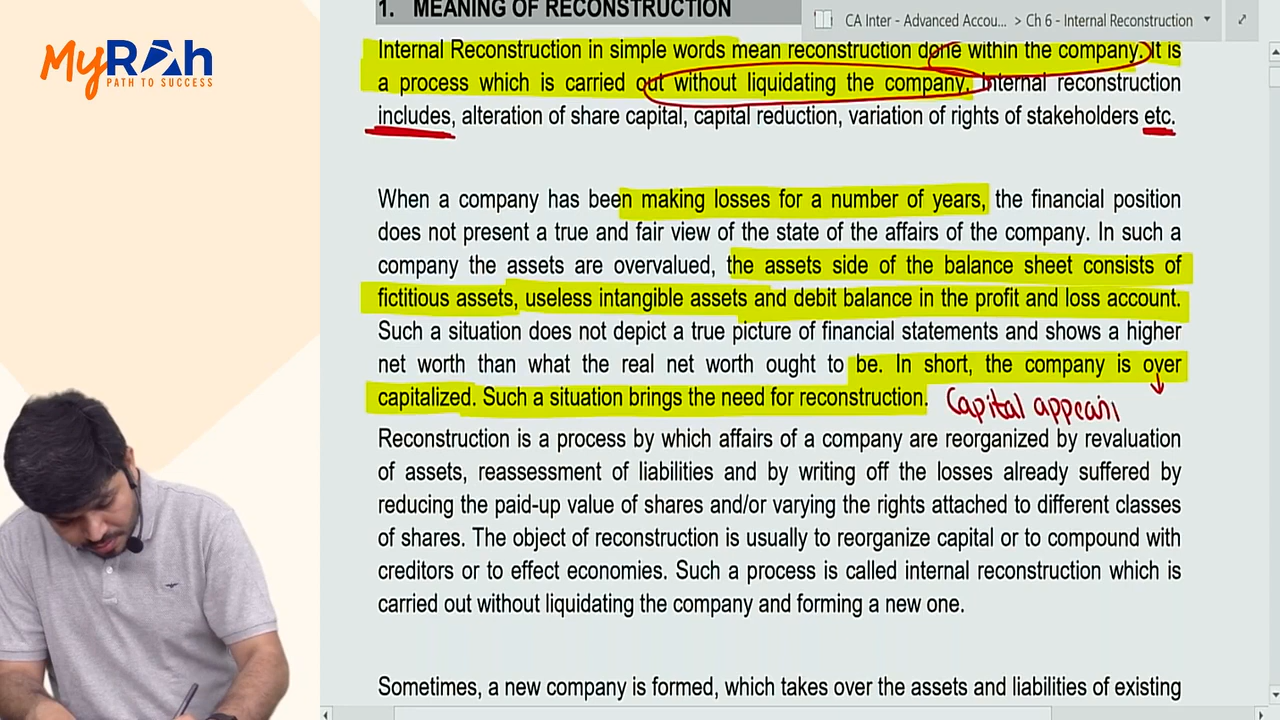 1. MEANING OF RECONSTRUCTION
CA Inter - Advanced Accou... > Ch 6 - Internal Reconstruction
MyRAh
PATH TO SUCCESS
Internal Reconstruction in simple words mean reconstruction done within the company. It is
a process which is carried out without liquidating the company. Internal reconstruction
includes, alteration of share capital, capital reduction, variation of rights of stakeholders etc.
When a company has been making losses for a number of years, the financial position
does not present a true and fair view of the state of the affairs of the company. In such a
company the assets are overvalued, the assets side of the balance sheet consists of
fictitious assets, useless intangible assets and debit balance in the profit and loss account.
Such a situation does not depict a true picture of financial statements and shows a higher
net worth than what the real net worth ought to be. In short, the company is over
capitalized. Such a situation brings the need for reconstruction. Capital appears
Reconstruction is a process by which affairs of a company are reorganized by revaluation
of assets, reassessment of liabilities and by writing off the losses already suffered by
reducing the paid-up value of shares and/or varying the rights attached to different classes
of shares. The object of reconstruction is usually to reorganize capital or to compound with
creditors or to effect economies. Such a process is called internal reconstruction which is
carried out without liquidating the company and forming a new one.
Sometimes, a new company is formed, which takes over the assets and liabilities of existing